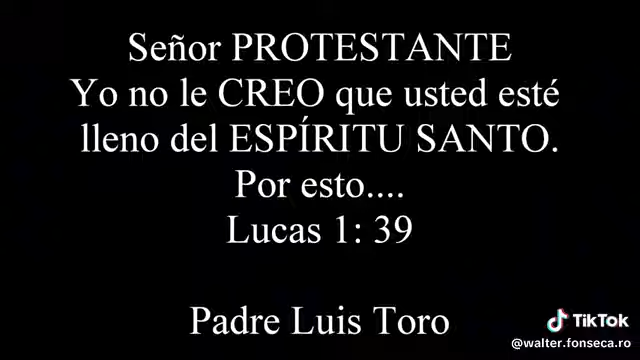 Señor PROTESTANTE
Yo no le CREO que usted esté
lleno del ESPÍRITU SANTO.
Por esto....
Lucas 1: 39
Padre Luis Toro
TikTok
@walter.fonseca.ro